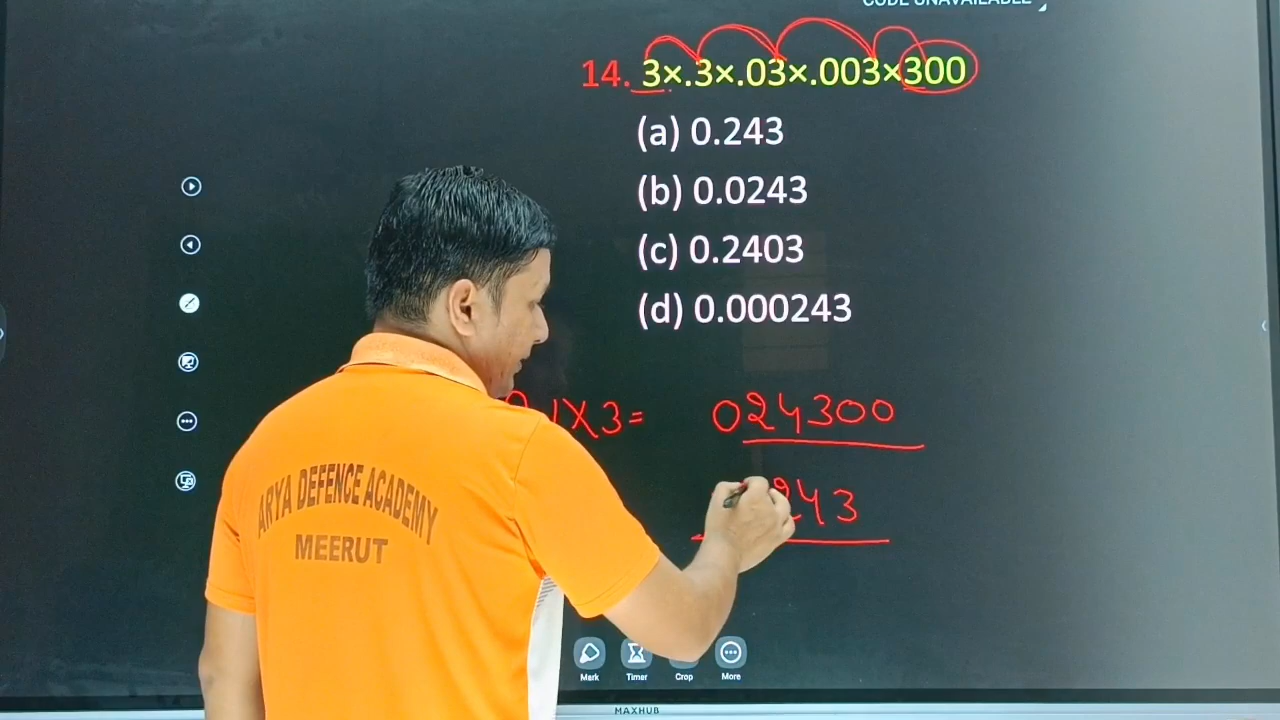 CODE UNAVAILABLE
14. 3×.3×.03×.003×300
(a) 0.243
(b) 0.0243
(c) 0.2403
(d) 0.000243
1X3= 024300
243
ARYA DEFENCE ACADEMY
MEERUT
Mark Timer Crop More
MAXHUB